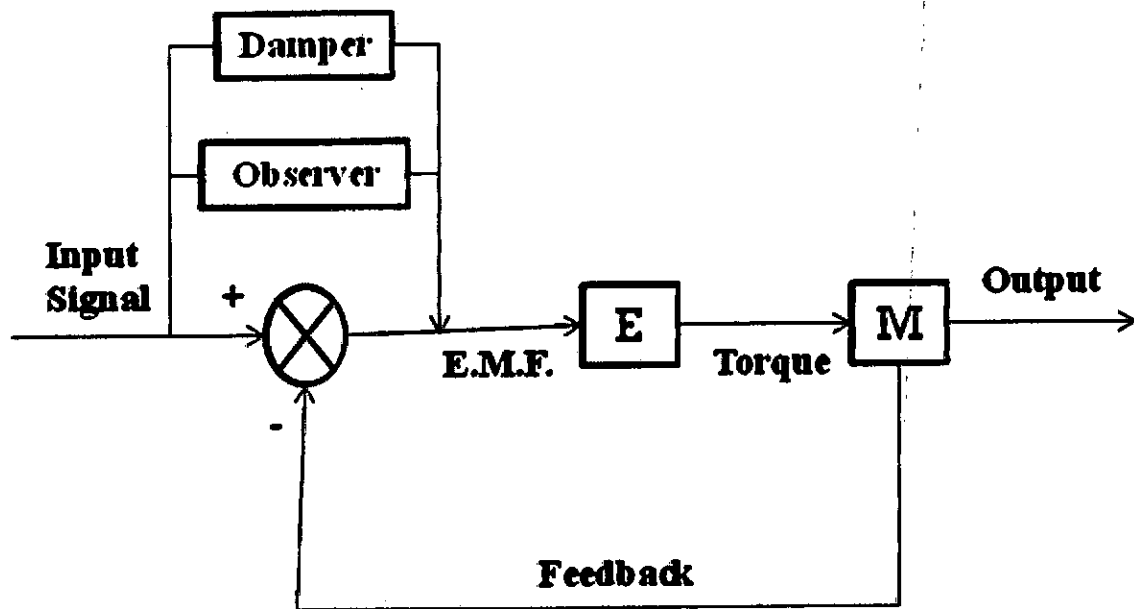 Damper
Observer
Input
Signal
+
-
E.M.F.
E
Torque
M
Output
Feedback